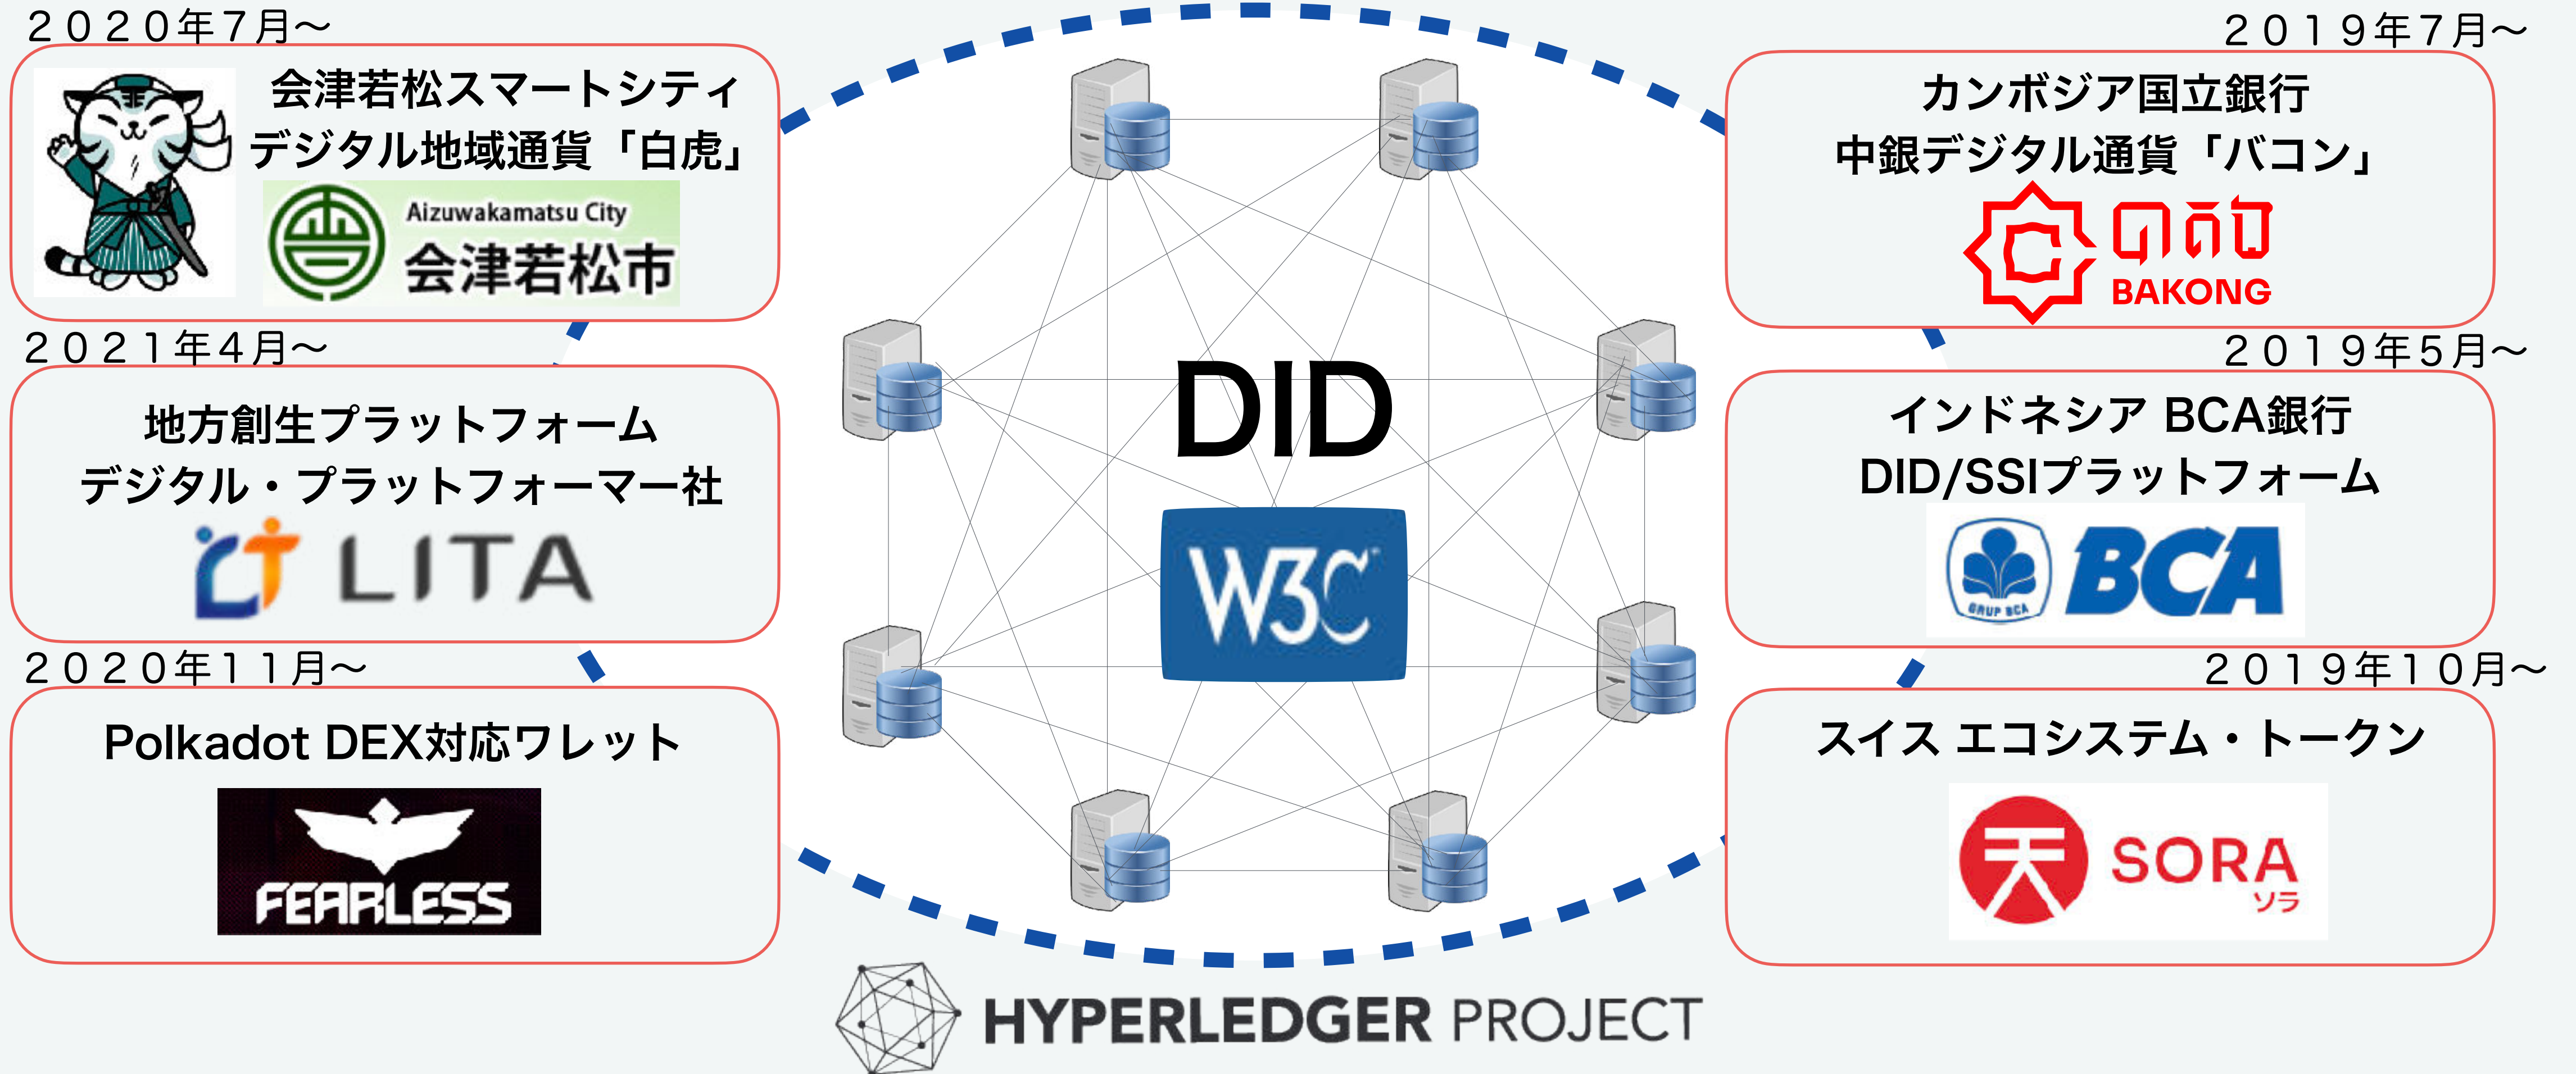 ２０２０年７月～
会津若松スマートシティ
デジタル地域通貨「白虎」
Aizuwakamatsu City
会津若松市
２０２１年４月～
地方創生プラットフォーム
デジタル・プラットフォーマー社
LITA
２０２０年１１月～
Polkadot DEX対応ワレット
FEARLESS
DID
W3C
HYPERLEDGER PROJECT
２０１９年７月～
カンボジア国立銀行
中銀デジタル通貨「バコン」
BAKONG
２０１９年５月～
インドネシア BCA銀行
DID/SSIプラットフォーム
GRUP BCA
BCA
２０１９年１０月～
スイス エコシステム・トークン
SORA
ソラ